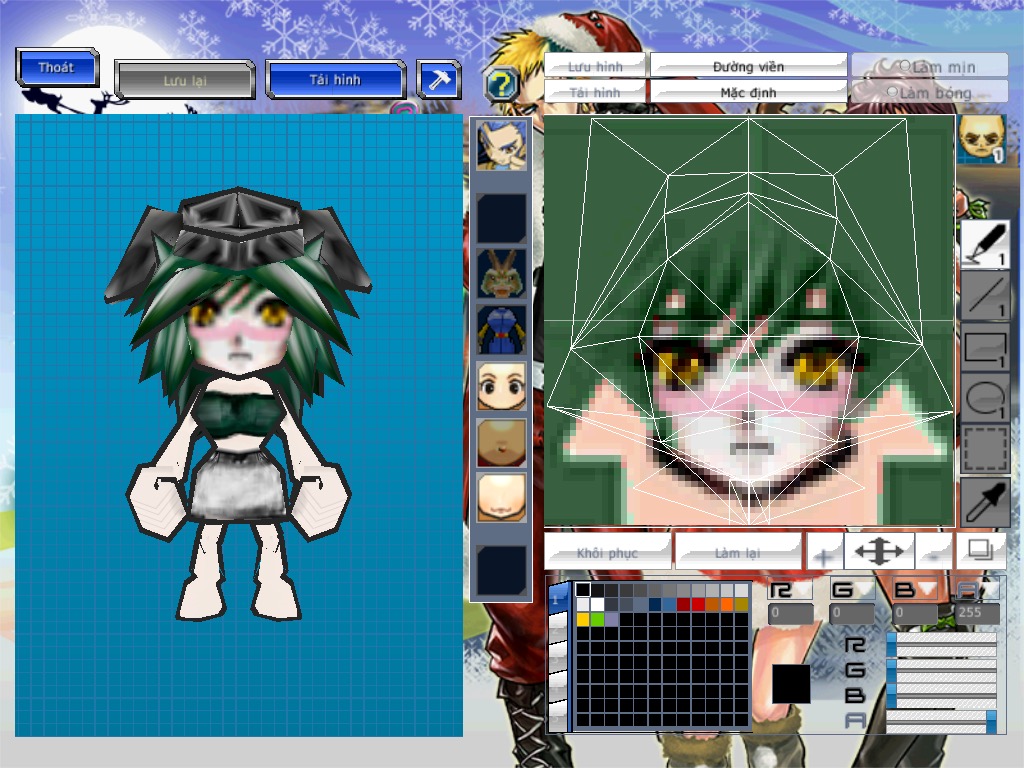 Thoát
Lưu lại
Tải hình
?
Lưu hình
Đường viền
Làm mịn
Tải hình
Mặc định
Làm bóng
1
1
1
1
1
Khôi phục
Làm lại
+
-
1
R
G
B
A
0
0
0
255
R
G
B
A